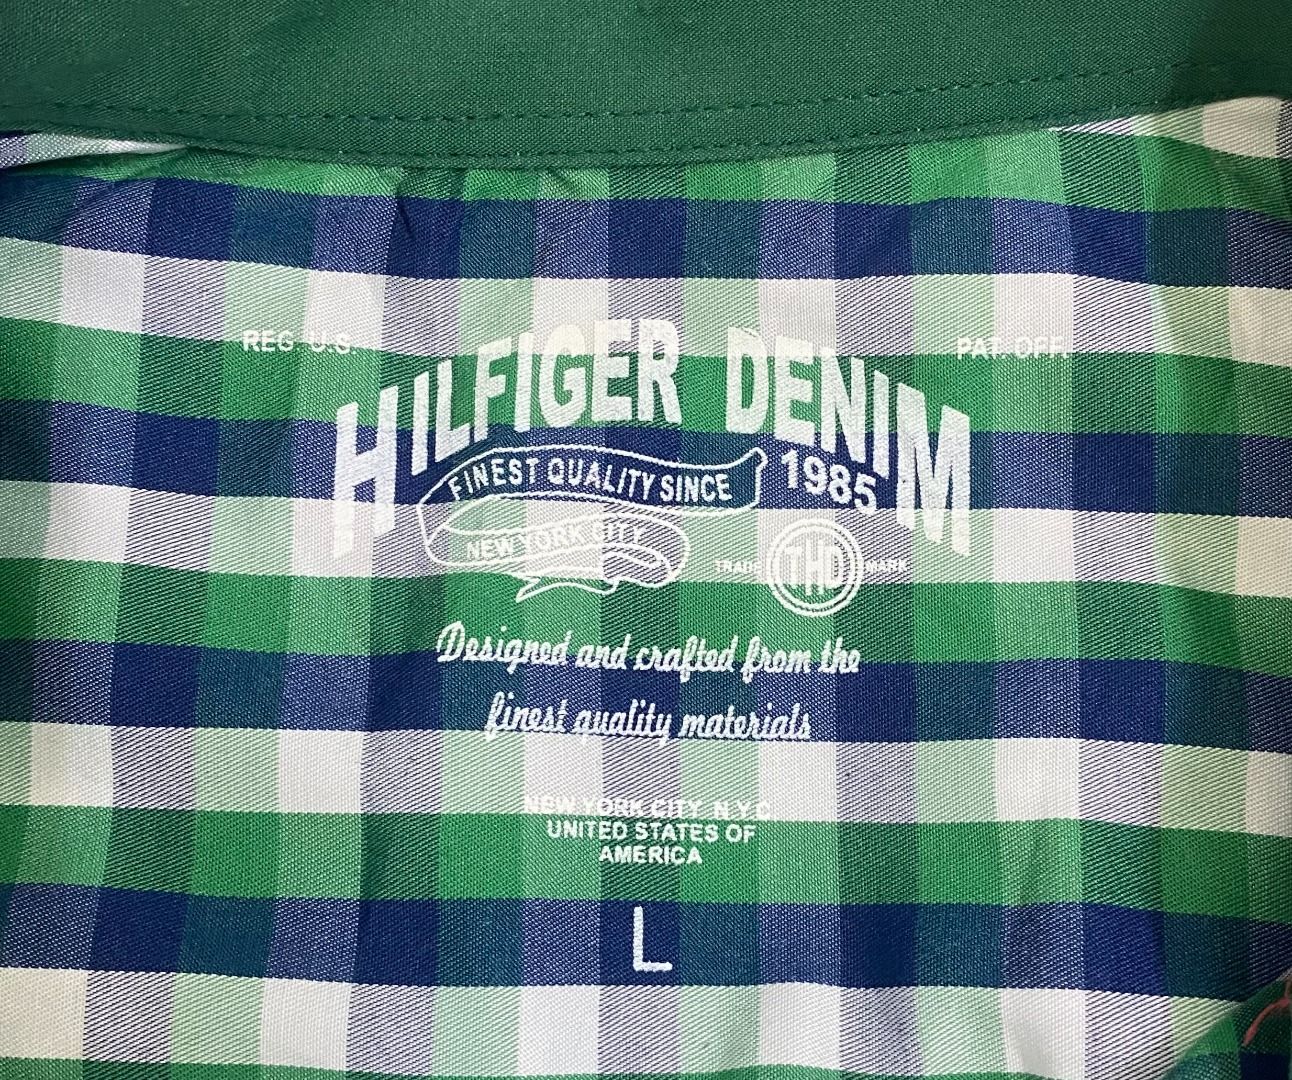 REG U.S. PAT. OFF.
HILFIGER DENIM
FINEST QUALITY SINCE 1985
NEW YORK CITY
TRADE THD MARK
Designed and crafted from the
finest quality materials
NEW YORK CITY N.Y.C
UNITED STATES OF
AMERICA
L